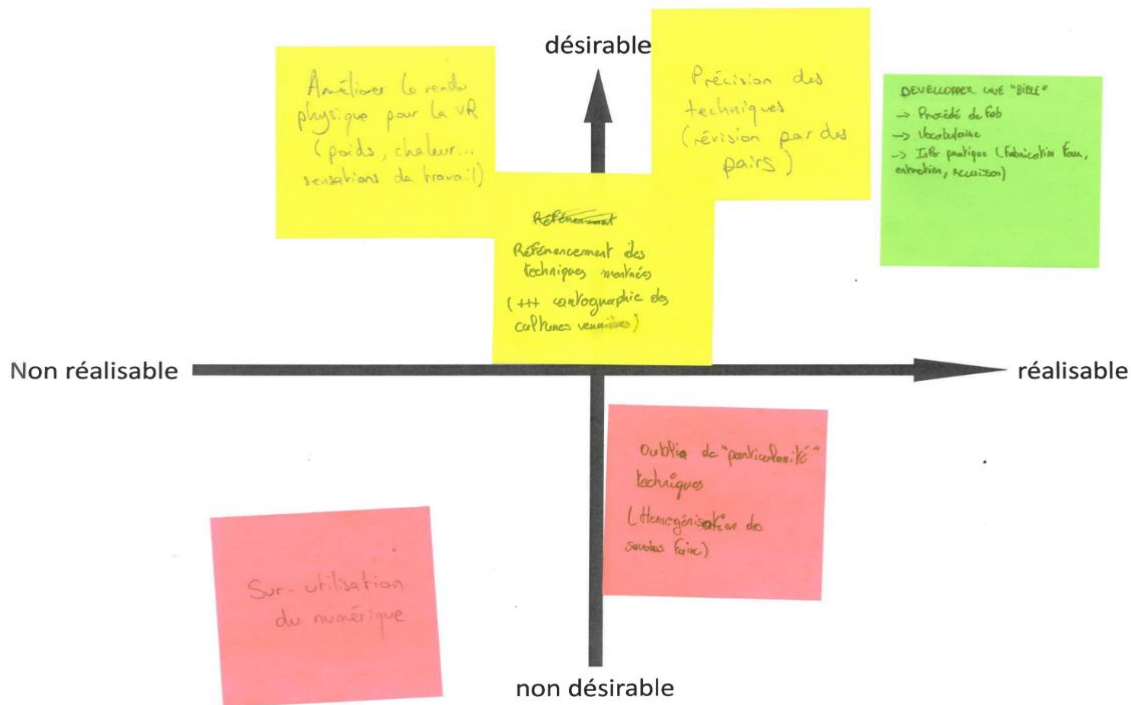 désirable
Améliorer le rendu
physique pour la VR
(poids, chaleur...
sensations de travail)
Précision des
techniques
(révision par des
pairs)
DEVELLOPPER UNE "BIBLE"
→ Procédé de Fab
→ Vocabulaire
→ Info pratique (Fabrication four,
entretien,
Référencement des
techniques montrées
(+++ cartographie des
cultures verrières)
Non réalisable
réalisable
Oublie de "particularité"
techniques
(Homogénisation des
savoirs faire)
Sur-utilisation
du numérique
non désirable